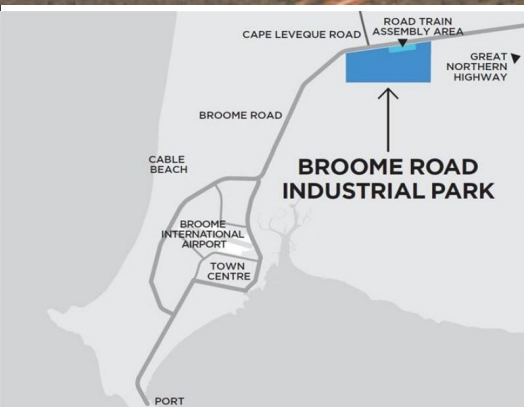 CAPE LEVEQUE ROAD
ROAD TRAIN
ASSEMBLY AREA
GREAT
NORTHERN
HIGHWAY
BROOME ROAD
CABLE
BEACH
BROOME ROAD
INDUSTRIAL PARK
BROOME
INTERNATIONAL
AIRPORT
TOWN
CENTRE
PORT